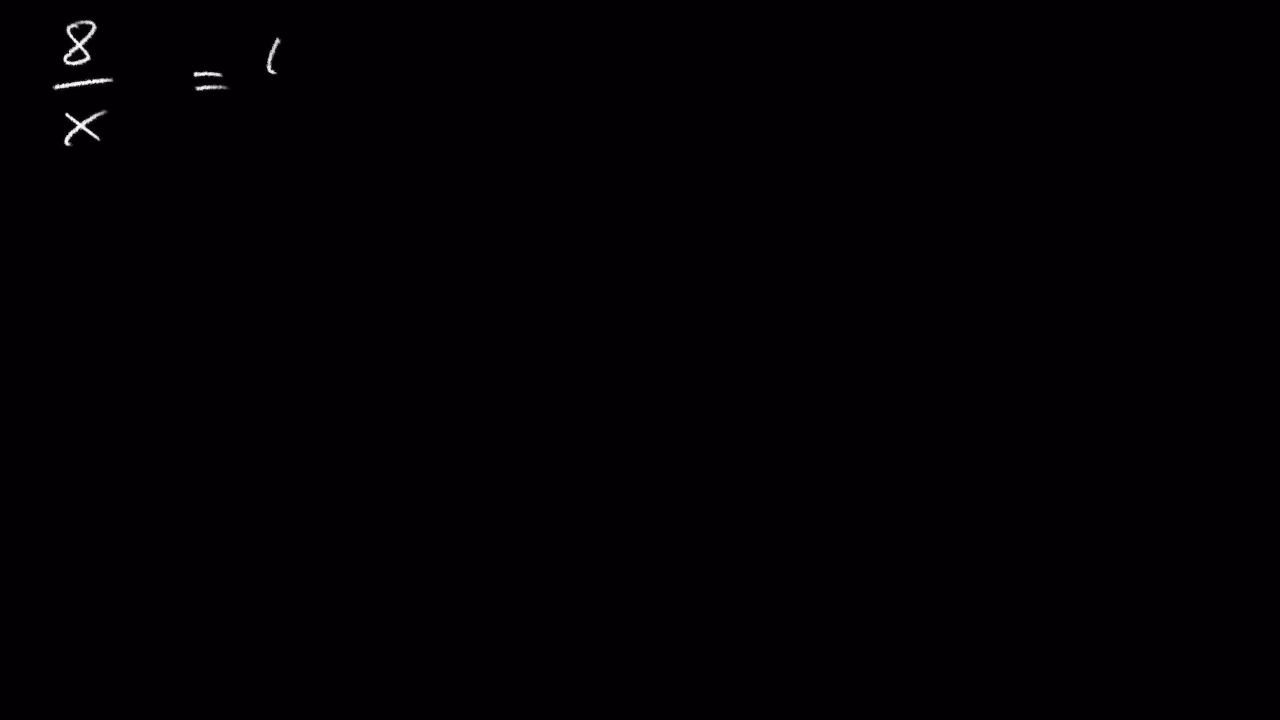 8/x =